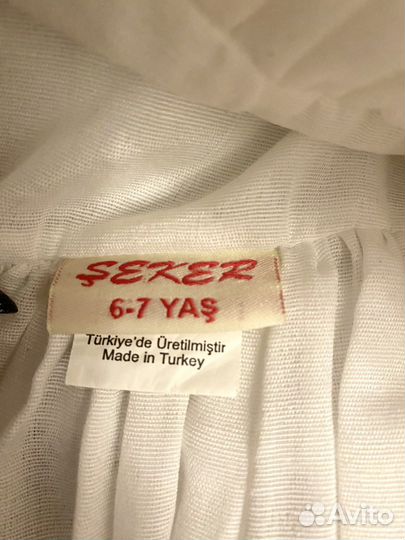 ŞEKER
6-7 YAŞ
Türkiye'de Üretilmiştir
Made in Turkey
Avito